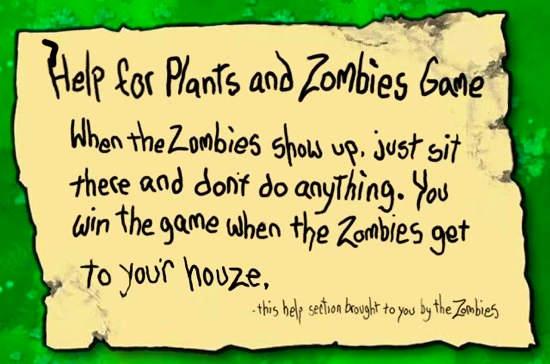 Help for Plants and Zombies Game
When the Zombies show up, just sit
there and don't do anything. You
win the game when the Zombies get
to your houze.
-this help section brought to you by the Zombies